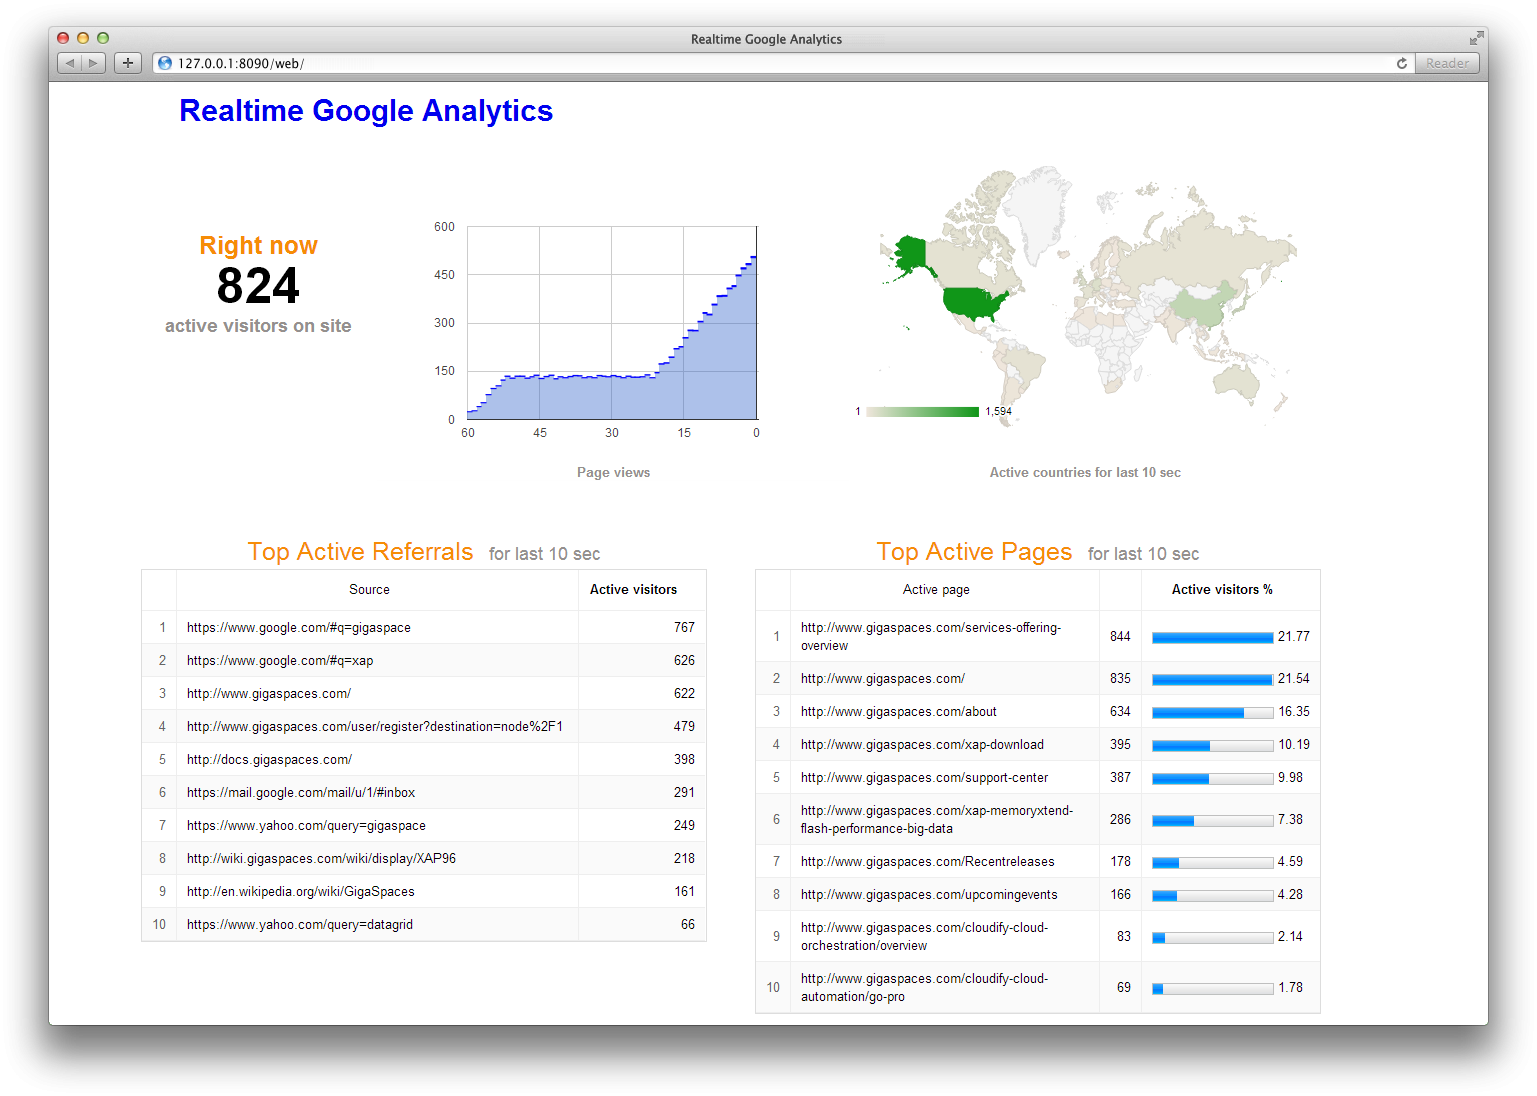 Realtime Google Analytics
127.0.0.1:8090/web/
Reader
Realtime Google Analytics
Right now
824
active visitors on site
600
450
300
150
0
60 45 30 15 0
Page views
1 1,594
Active countries for last 10 sec
Top Active Referrals for last 10 sec
Source Active visitors
1 https://www.google.com/#q=gigaspace 767
2 https://www.google.com/#q=xap 626
3 http://www.gigaspaces.com/ 622
4 http://www.gigaspaces.com/user/register?destination=node%2F1 479
5 http://docs.gigaspaces.com/ 398
6 https://mail.google.com/mail/u/1/#inbox 291
7 https://www.yahoo.com/query=gigaspace 249
8 http://wiki.gigaspaces.com/wiki/display/XAP96 218
9 http://en.wikipedia.org/wiki/GigaSpaces 161
10 https://www.yahoo.com/query=datagrid 66
Top Active Pages for last 10 sec
Active page Active visitors %
1 http://www.gigaspaces.com/services-offering-
overview 844 21.77
2 http://www.gigaspaces.com/ 835 21.54
3 http://www.gigaspaces.com/about 634 16.35
4 http://www.gigaspaces.com/xap-download 395 10.19
5 http://www.gigaspaces.com/support-center 387 9.98
6 http://www.gigaspaces.com/xap-memoryxtend-
flash-performance-big-data 286 7.38
7 http://www.gigaspaces.com/Recentreleases 178 4.59
8 http://www.gigaspaces.com/upcomingevents 166 4.28
9 http://www.gigaspaces.com/cloudify-cloud-
orchestration/overview 83 2.14
10 http://www.gigaspaces.com/cloudify-cloud-
automation/go-pro 69 1.78